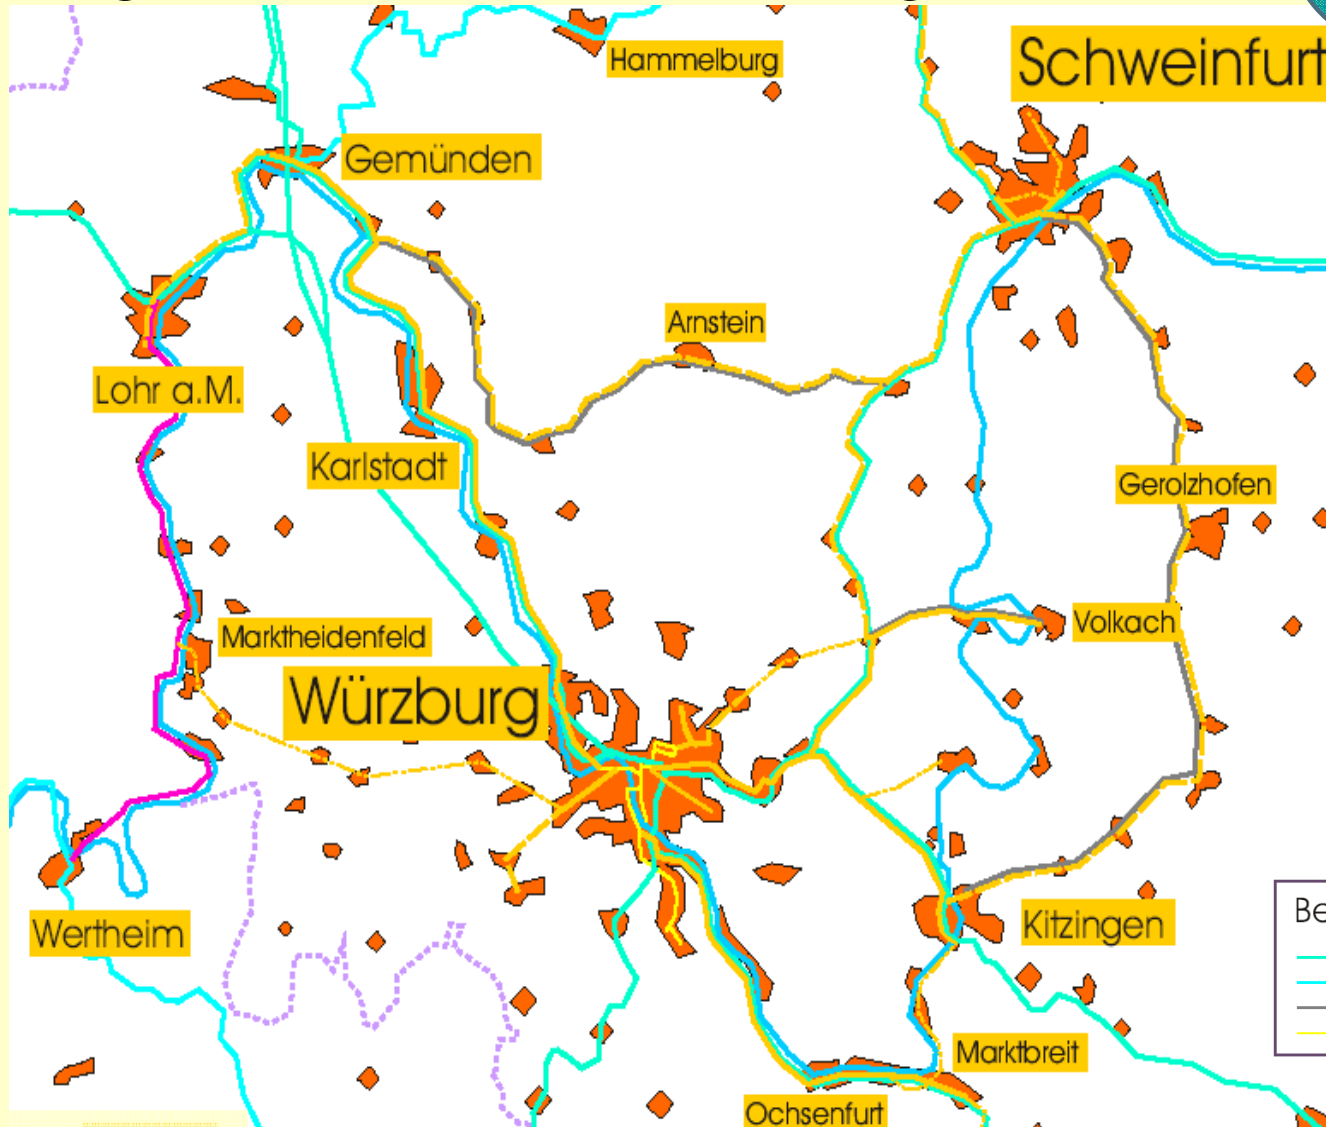 Hammelburg
Schweinfurt
Gemünden
Arnstein
Lohr a.M.
Karlstadt
Gerolzhofen
Volkach
Marktheidenfeld
Würzburg
Wertheim
Kitzingen
Be
Marktbreit
Ochsenfurt